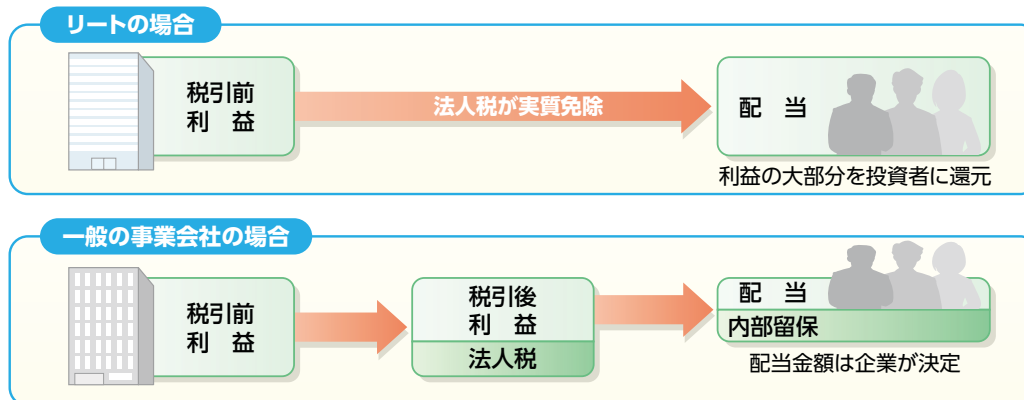 リートの場合
税引前
利　益
法人税が実質免除
配　当
利益の大部分を投資者に還元
一般の事業会社の場合
税引前
利　益
税引後
利　益
法人税
配　当
内部留保
配当金額は企業が決定